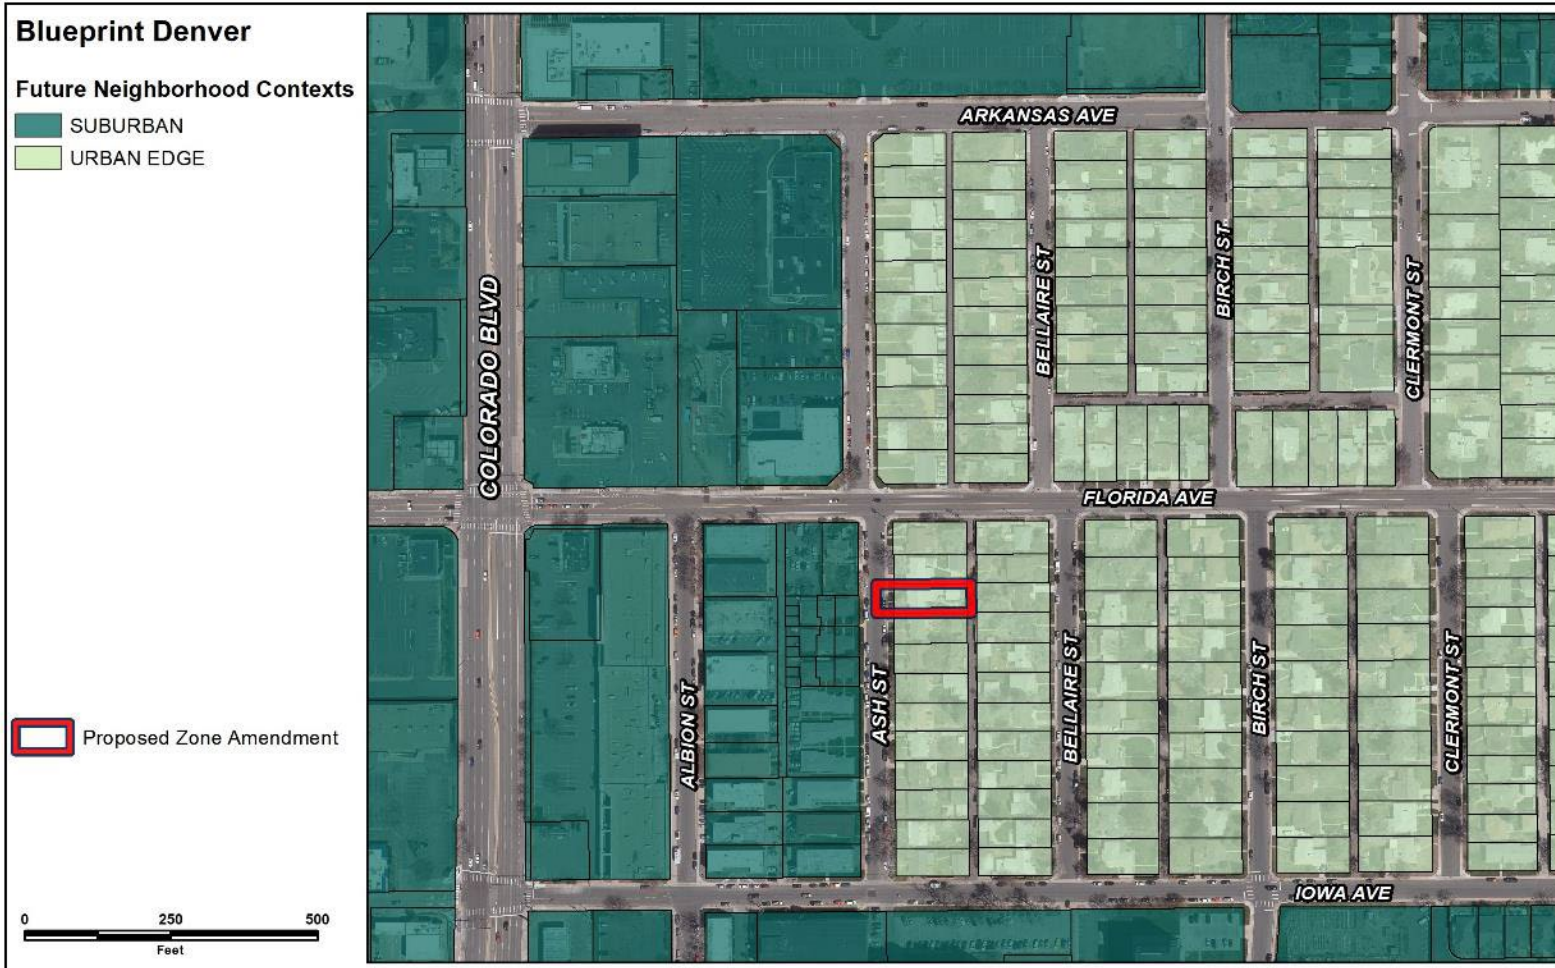 Blueprint Denver
Future Neighborhood Contexts
SUBURBAN
URBAN EDGE
Proposed Zone Amendment
0 250 500
Feet
ARKANSAS AVE
COLORADO BLVD
BELLAIRE ST
BIRCH ST
CLERMONT ST
FLORIDA AVE
ALBION ST
ASH ST
BELLAIRE ST
BIRCH ST
CLERMONT ST
IOWA AVE